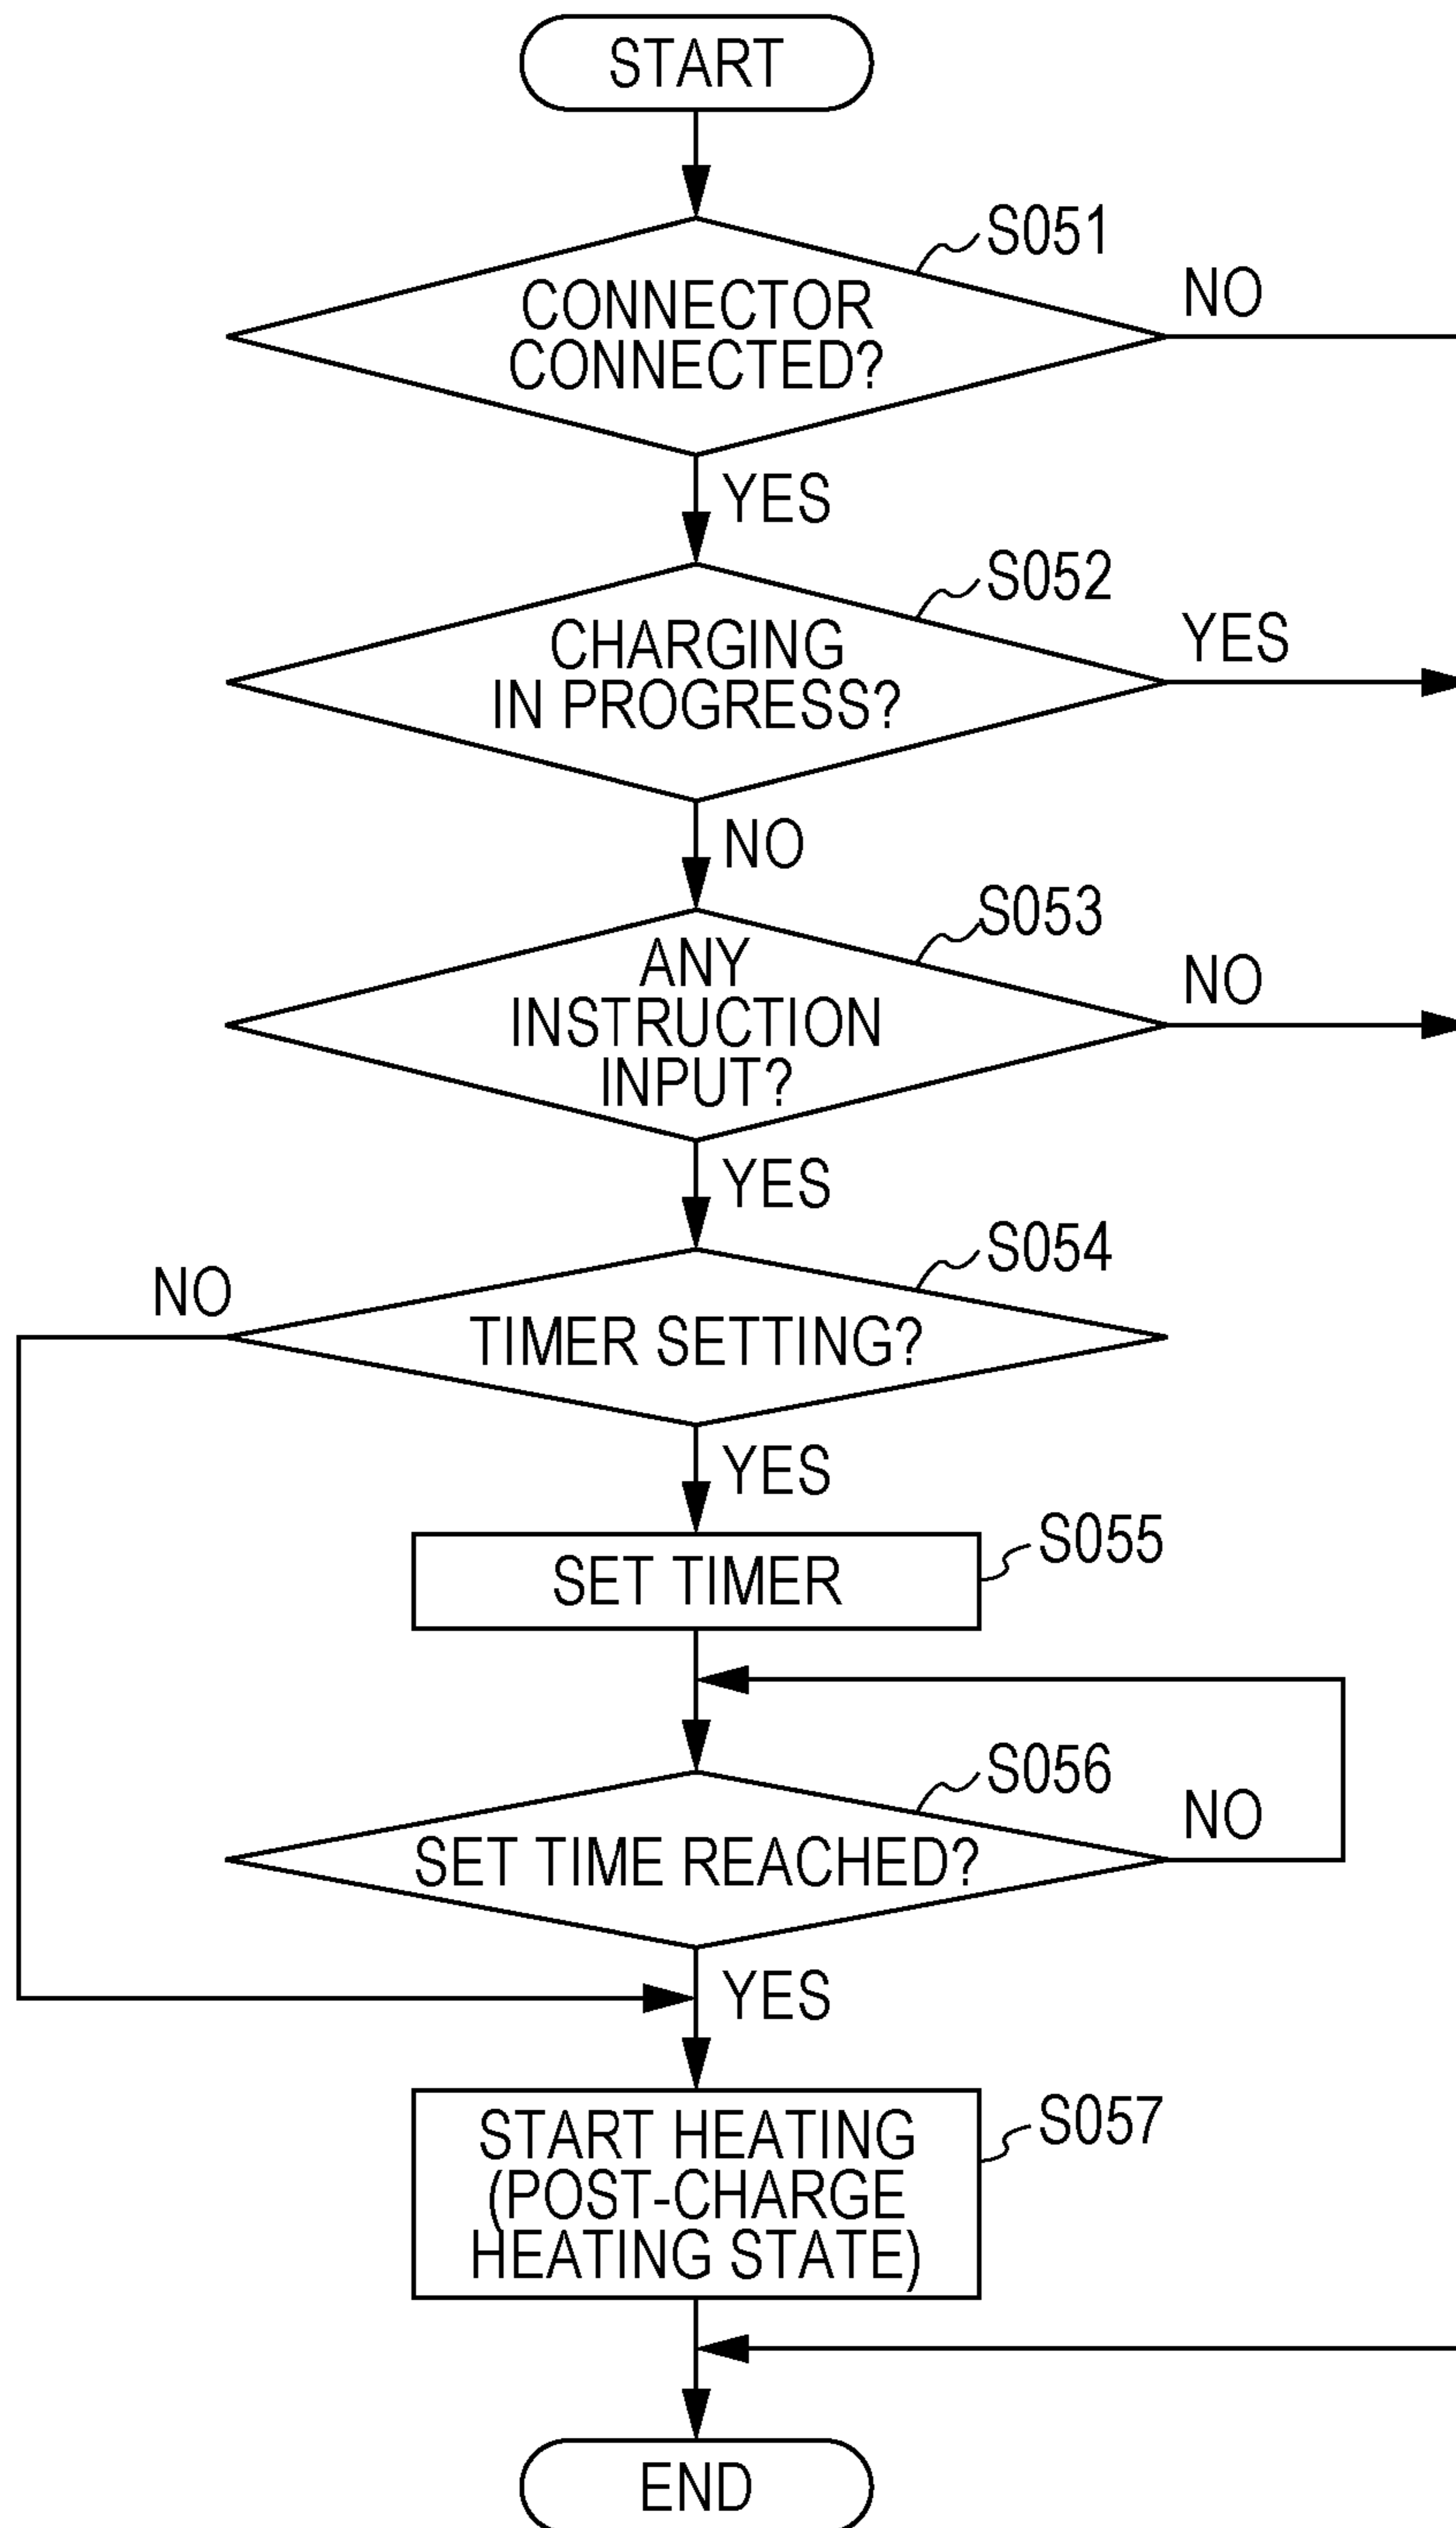 START
S051
NO
CONNECTOR
CONNECTED?
YES
S052
YES
CHARGING
IN PROGRESS?
NO
S053
NO
ANY
INSTRUCTION
INPUT?
YES
S054
NO
TIMER SETTING?
YES
S055
SET TIMER
S056
NO
SET TIME REACHED?
YES
S057
START HEATING
(POST-CHARGE
HEATING STATE)
END